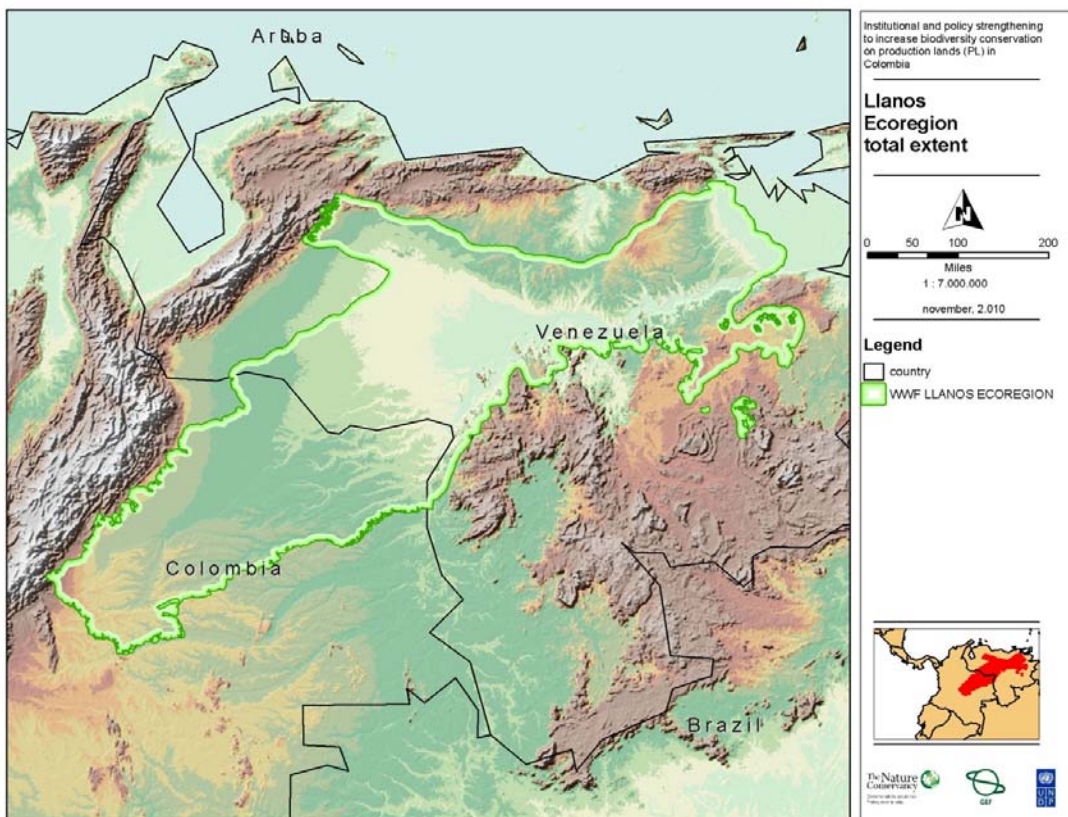 Aruba
Venezuela
Colombia
Brazil
Institutional and policy strengthening
to increase biodiversity conservation
on production lands (PL) in
Colombia
Llanos
Ecoregion
total extent
N
0 50 100 200
Miles
1 : 7.000.000
november, 2.010
Legend
country
WWF LLANOS ECOREGION
The Nature
Conservancy
GEF
U N
D P